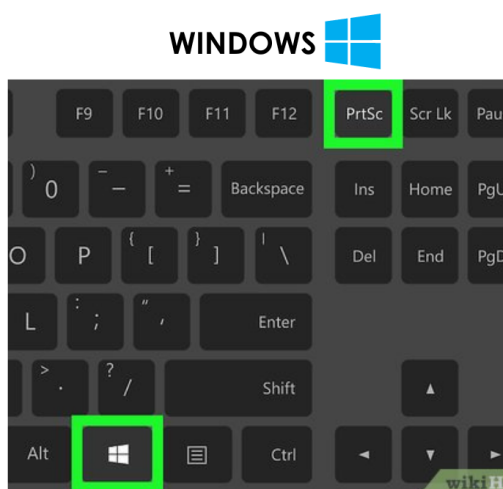 WINDOWS
F9 F10 F11 F12 PrtSc Scr Lk
) 0 _ – + = Backspace Ins Home
O P { [ } ] | \ Del End
L : ; " ' Enter
> . ? / Shift
Alt Ctrl